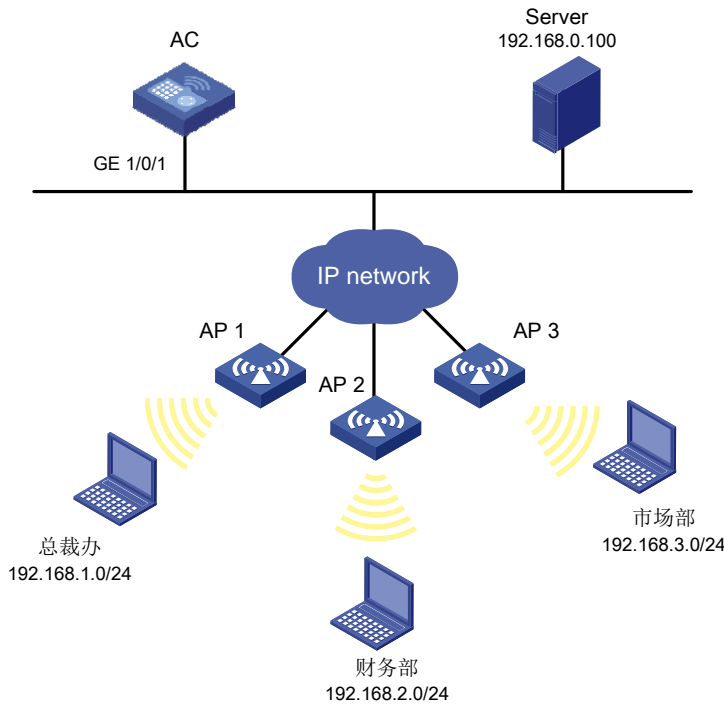 AC
Server
192.168.0.100
GE 1/0/1
IP network
AP 1
AP 2
AP 3
总裁办
192.168.1.0/24
财务部
192.168.2.0/24
市场部
192.168.3.0/24